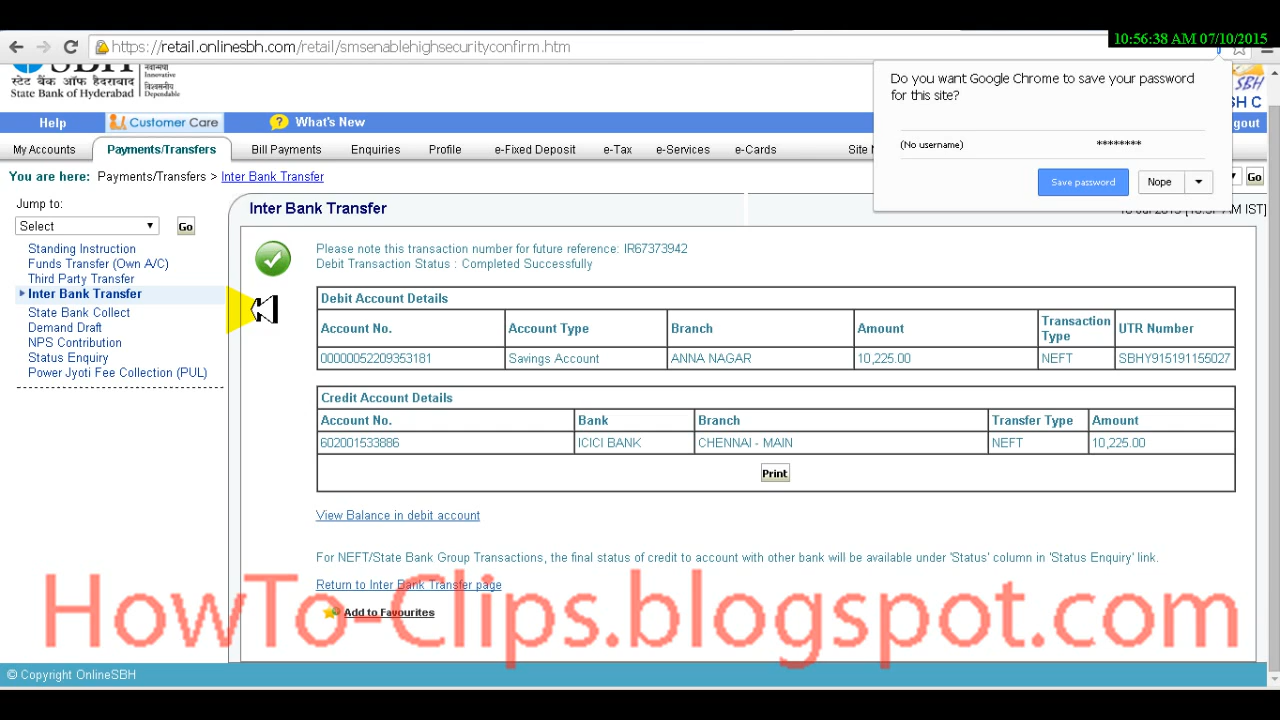 10:56:38 AM 07/10/2015
https://retail.onlinesbh.com/retail/smsenablehighsecurityconfirm.htm
Do you want Google Chrome to save your password
for this site?
(No username) ********
Save password Nope
स्टेट बैंक ऑफ हैदराबाद
State Bank of Hyderabad
Innovative
Dependable
SBH
Help Customer Care What's New
My Accounts Payments/Transfers Bill Payments Enquiries Profile e-Fixed Deposit e-Tax e-Services e-Cards
You are here: Payments/Transfers > Inter Bank Transfer Go
Jump to:
Select Go
Standing Instruction
Funds Transfer (Own A/C)
Third Party Transfer
Inter Bank Transfer
State Bank Collect
Demand Draft
NPS Contribution
Status Enquiry
Power Jyoti Fee Collection (PUL)
Inter Bank Transfer
Please note this transaction number for future reference: IR67373942
Debit Transaction Status : Completed Successfully
Debit Account Details
Account No. Account Type Branch Amount Transaction Type UTR Number
00000052209353181 Savings Account ANNA NAGAR 10,225.00 NEFT SBHY915191155027
Credit Account Details
Account No. Bank Branch Transfer Type Amount
602001533886 ICICI BANK CHENNAI - MAIN NEFT 10,225.00
Print
View Balance in debit account
For NEFT/State Bank Group Transactions, the final status of credit to account with other bank will be available under 'Status' column in 'Status Enquiry' link.
Return to Inter Bank Transfer page
Add to Favourites
HowTo-Clips.blogspot.com
© Copyright OnlineSBH